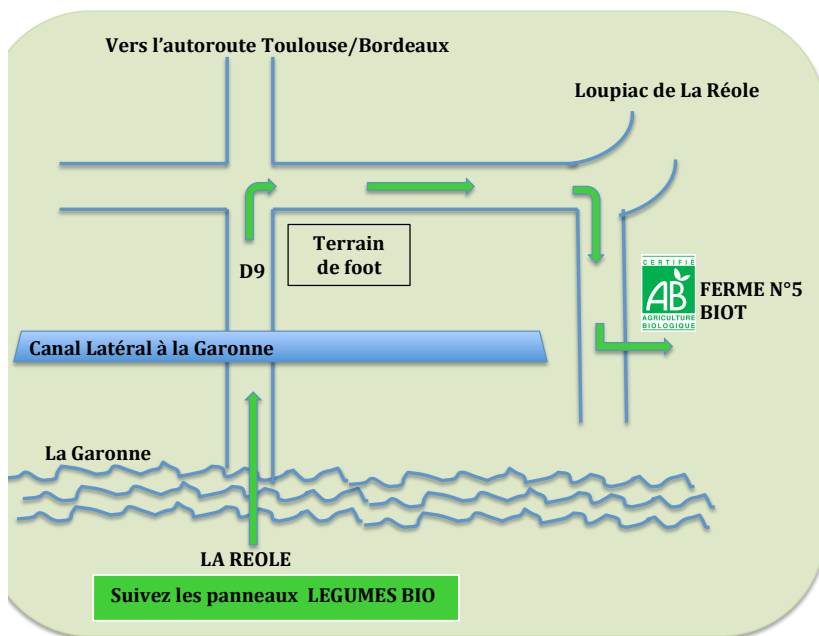 Vers l'autoroute Toulouse/Bordeaux
Loupiac de La Réole
Terrain
de foot
D9
CERTIFIÉ
AB
AGRICULTURE
BIOLOGIQUE
FERME N°5
BIOT
Canal Latéral à la Garonne
La Garonne
LA REOLE
Suivez les panneaux LEGUMES BIO